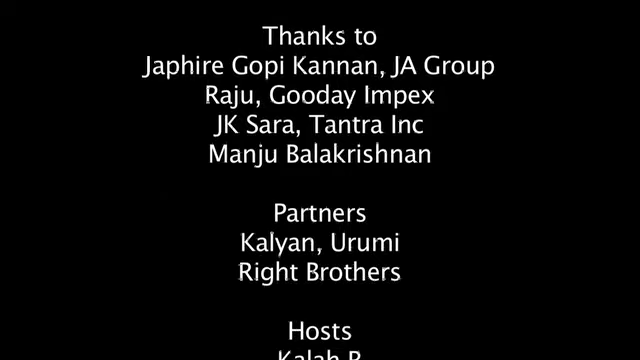 Thanks to
Japhire Gopi Kannan, JA Group
Raju, Gooday Impex
JK Sara, Tantra Inc
Manju Balakrishnan
Partners
Kalyan, Urumi
Right Brothers
Hosts